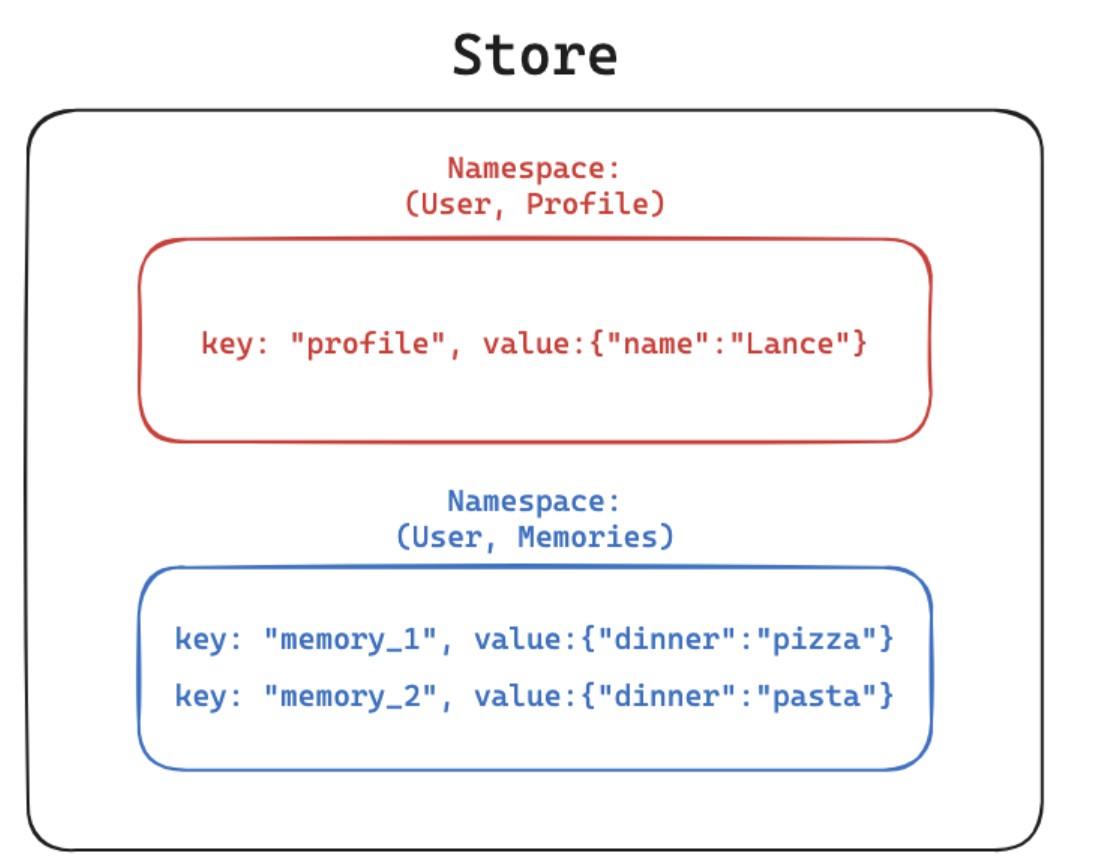 Store
Namespace:
(User, Profile)
key: "profile", value:{"name":"Lance"}
Namespace:
(User, Memories)
key: "memory_1", value:{"dinner":"pizza"}
key: "memory_2", value:{"dinner":"pasta"}